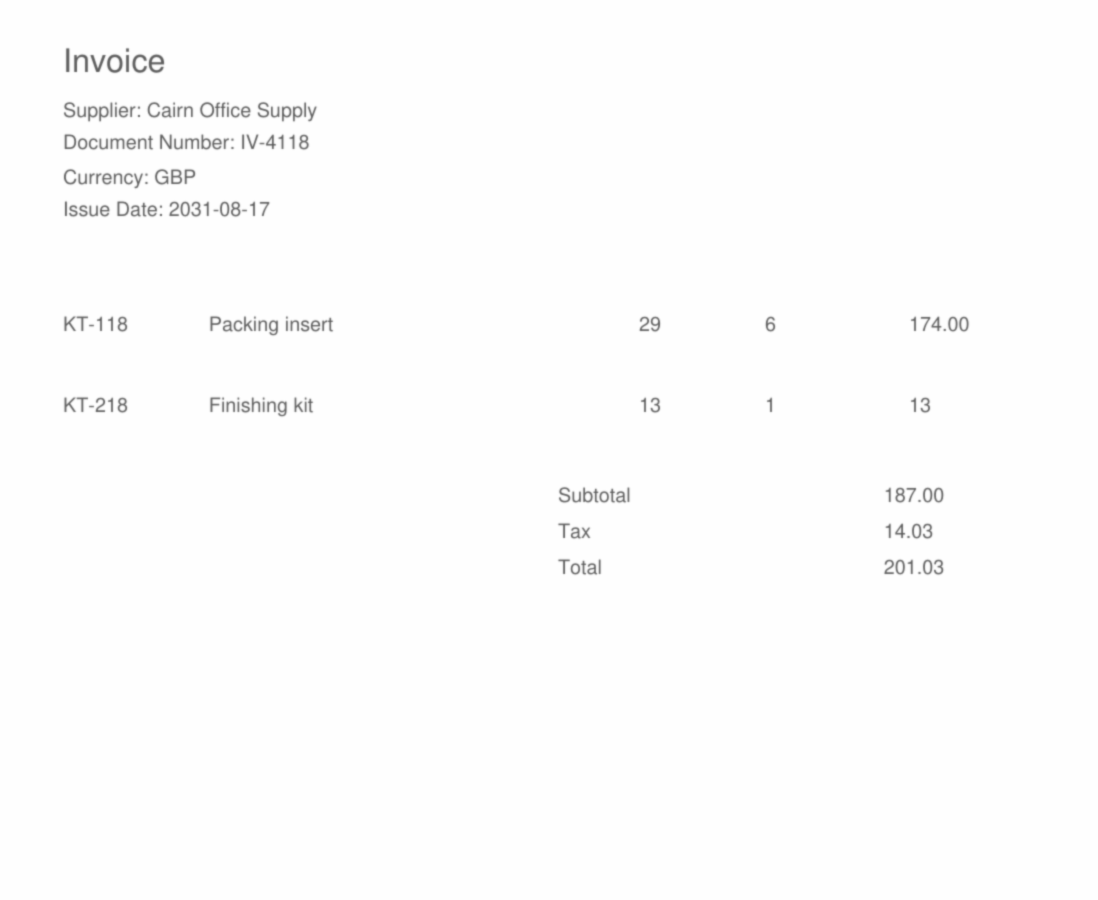 Invoice
Supplier: Cairn Office Supply
Document Number: IV-4118
Currency: GBP
Issue Date: 2031-08-17
KT-118 Packing insert 29 6 174.00
KT-218 Finishing kit 13 1 13
Subtotal 187.00
Tax 14.03
Total 201.03